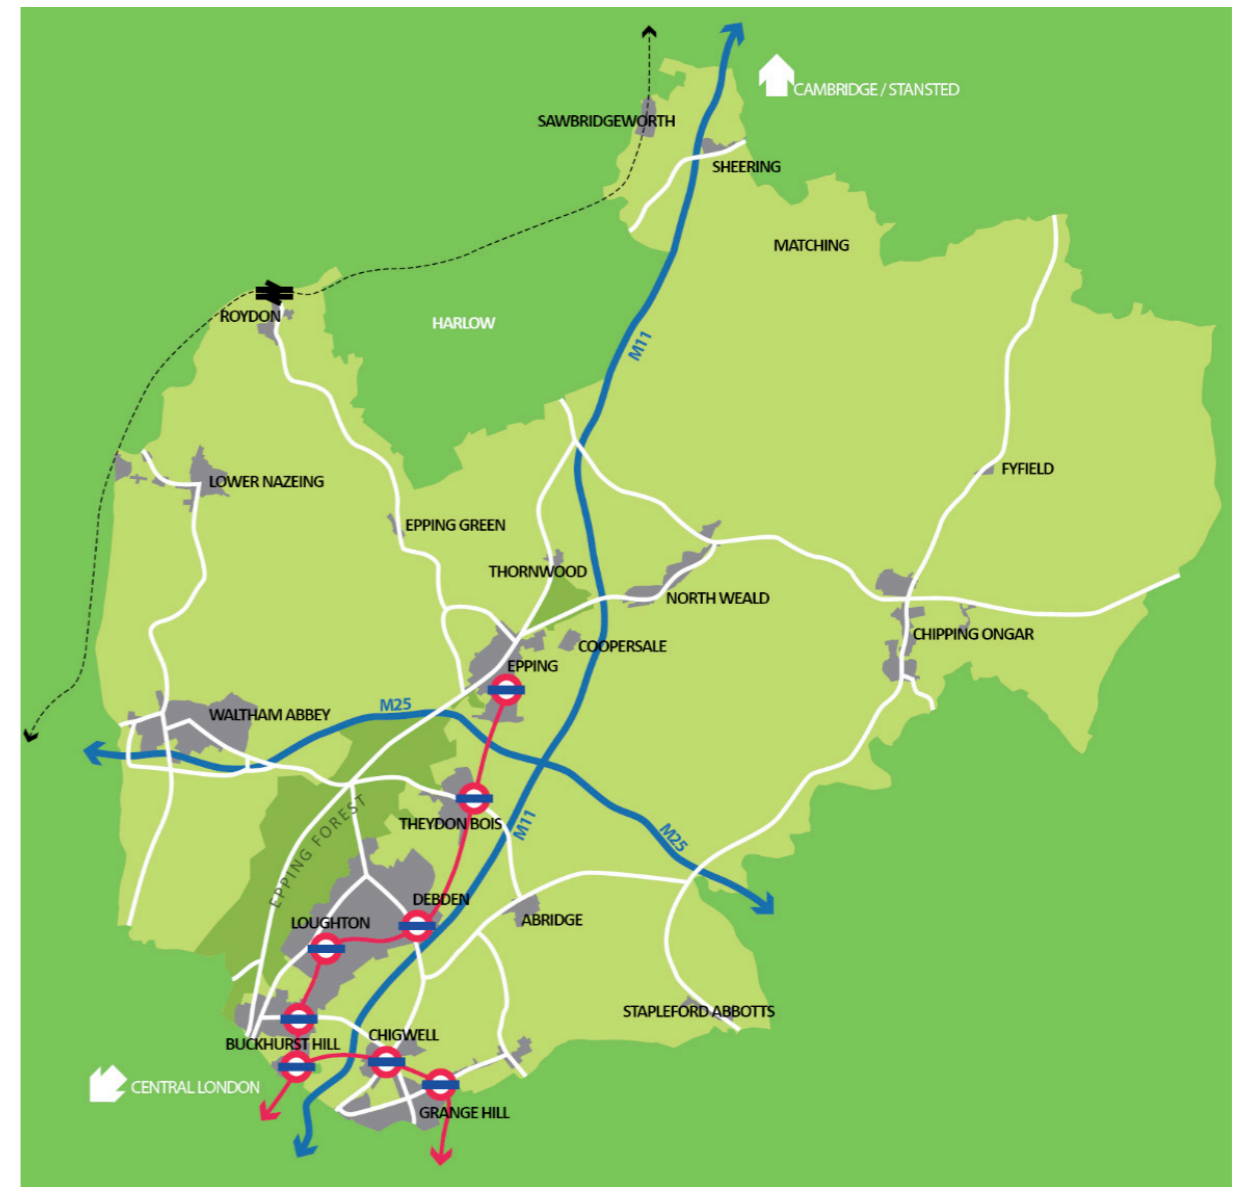 CAMBRIDGE / STANSTED
SAWBRIDGEWORTH
SHEERING
MATCHING
ROYDON
HARLOW
M11
FYFIELD
LOWER NAZEING
EPPING GREEN
THORNWOOD
NORTH WEALD
CHIPPING ONGAR
COOPERSALE
EPPING
M25
WALTHAM ABBEY
THEYDON BOIS
M11
M25
EPPING FOREST
DEBDEN
LOUGHTON
ABRIDGE
STAPLEFORD ABBOTTS
CHIGWELL
BUCKHURST HILL
CENTRAL LONDON
GRANGE HILL